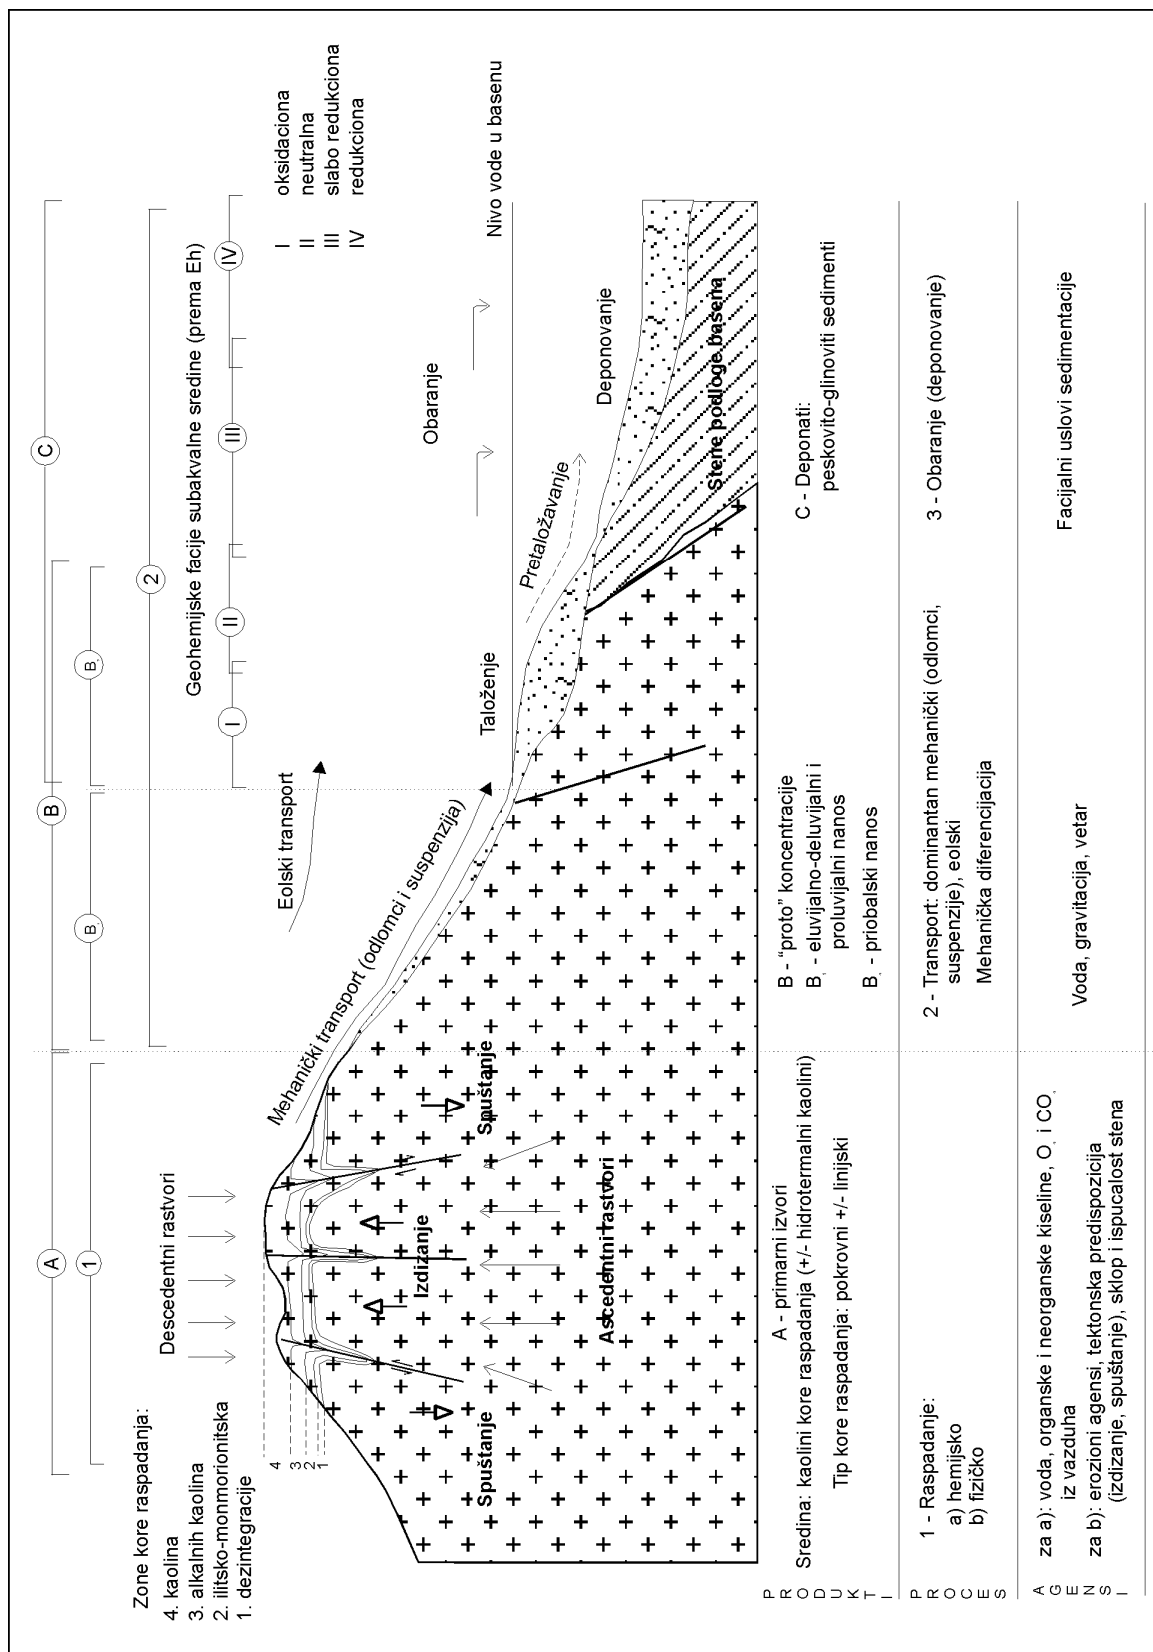 A
B
C
1
B
B
2
Zone kore raspadanja:
4. kaolina
3. alkalnih kaolina
2. ilitsko-monmorionitska
1. dezintegracije
Descedentni rastvori
Geohemijske facije subakvalne sredine (prema Eh)
I
II
III
IV
I oksidaciona
II neutralna
III slabo redukciona
IV redukciona
4
3
2
1
Eolski transport
Mehanički transport (odlomci i suspenzija)
Obaranje
Nivo vode u basenu
Taloženje
Pretaložavanje
Deponovanje
Spuštanje
Izdizanje
Spuštanje
Ascedentni rastvori
Stene podloge basena
PRODUKTI
A - primarni izvori
Sredina: kaolini kore raspadanja (+/- hidrotermalni kaolini)
Tip kore raspadanja: pokrovni +/- linijski
B - "proto" koncentracije
B, - eluvijalno-deluvijalni i
proluvijalni nanos
B, - priobalski nanos
C - Deponati:
peskovito-glinoviti sedimenti
PROCES
1 - Raspadanje:
a) hemijsko
b) fizičko
2 - Transport: dominantan mehanički (odlomci,
suspenzije), eolski
Mehanička diferencijacija
3 - Obaranje (deponovanje)
AGENSI
za a): voda, organske i neorganske kiseline, O, i CO,
iz vazduha
za b): erozioni agensi, tektonska predispozicija
(izdizanje, spuštanje), sklop i ispucalost stena
Voda, gravitacija, vetar
Facijalni uslovi sedimentacije